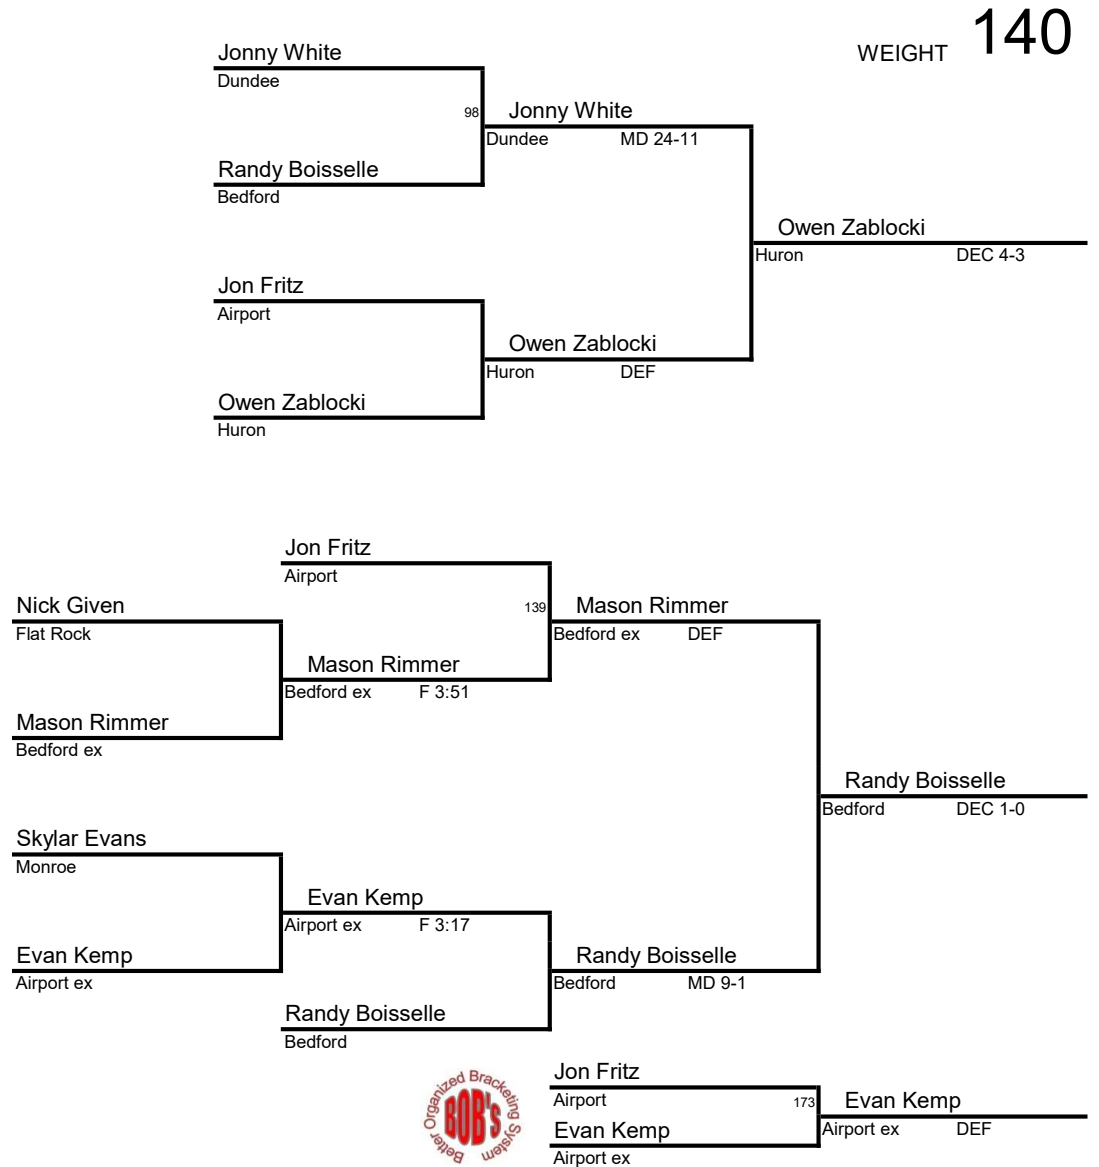 WEIGHT 140
Jonny White
Dundee
98 Jonny White
Dundee MD 24-11
Randy Boisselle
Bedford
Owen Zablocki
Huron DEC 4-3
Jon Fritz
Airport
Owen Zablocki
Huron DEF
Owen Zablocki
Huron
Jon Fritz
Airport
Nick Given
Flat Rock
139 Mason Rimmer
Bedford ex DEF
Mason Rimmer
Bedford ex F 3:51
Mason Rimmer
Bedford ex
Randy Boisselle
Bedford DEC 1-0
Skylar Evans
Monroe
Evan Kemp
Airport ex F 3:17
Evan Kemp
Airport ex
Randy Boisselle
Bedford MD 9-1
Randy Boisselle
Bedford
Better Organized Bracketing System
BOB's
Jon Fritz
Airport
173 Evan Kemp
Airport ex DEF
Evan Kemp
Airport ex